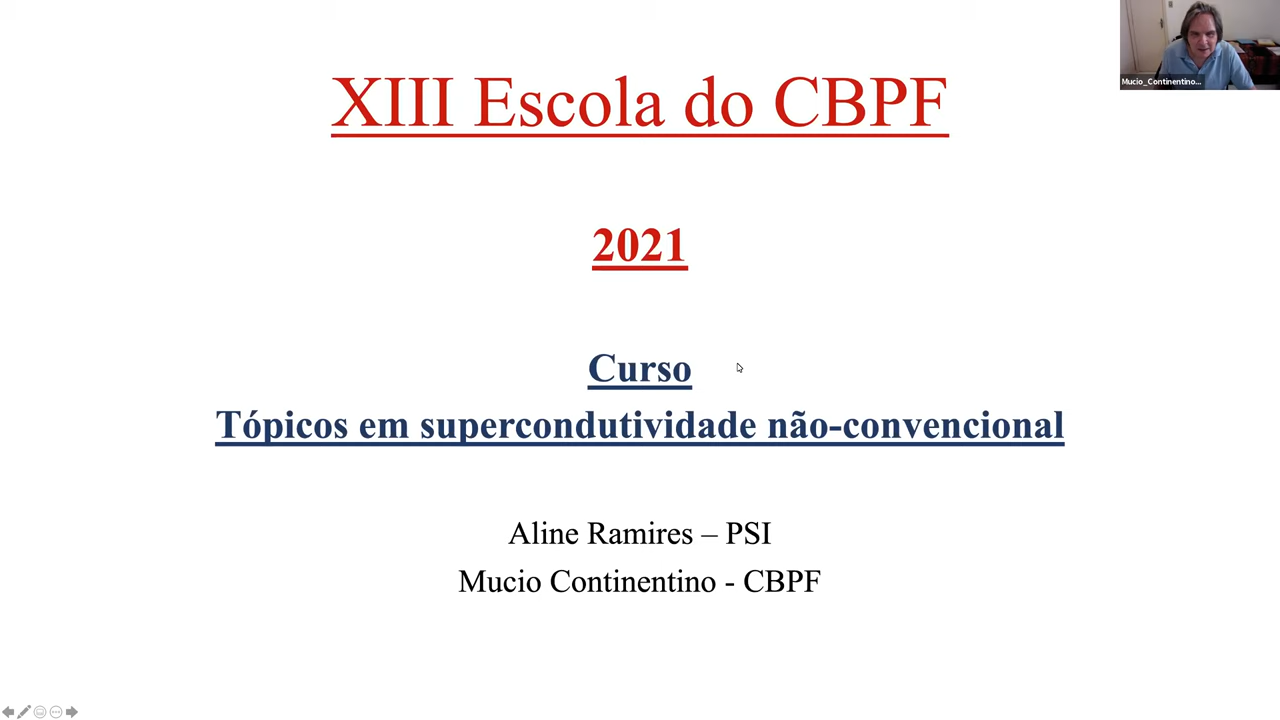 XIII Escola do CBPF
Mucio_Continentino...
2021
Curso
Tópicos em supercondutividade não-convencional
Aline Ramires – PSI
Mucio Continentino - CBPF